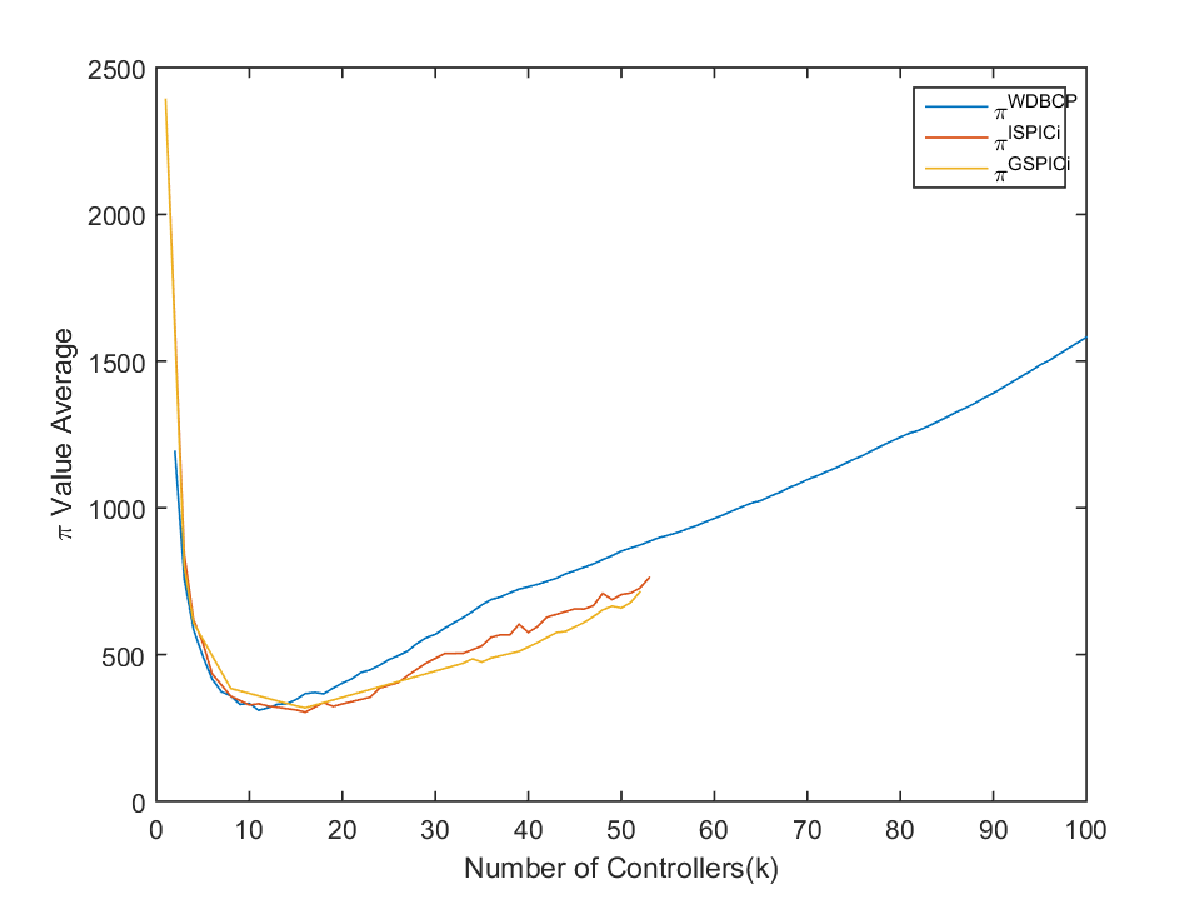 2500
2000
1500
1000
500
0
0 10 20 30 40 50 60 70 80 90 100
π Value Average
Number of Controllers(k)
π^WDBCP
π^ISPICi
π^GSPICi